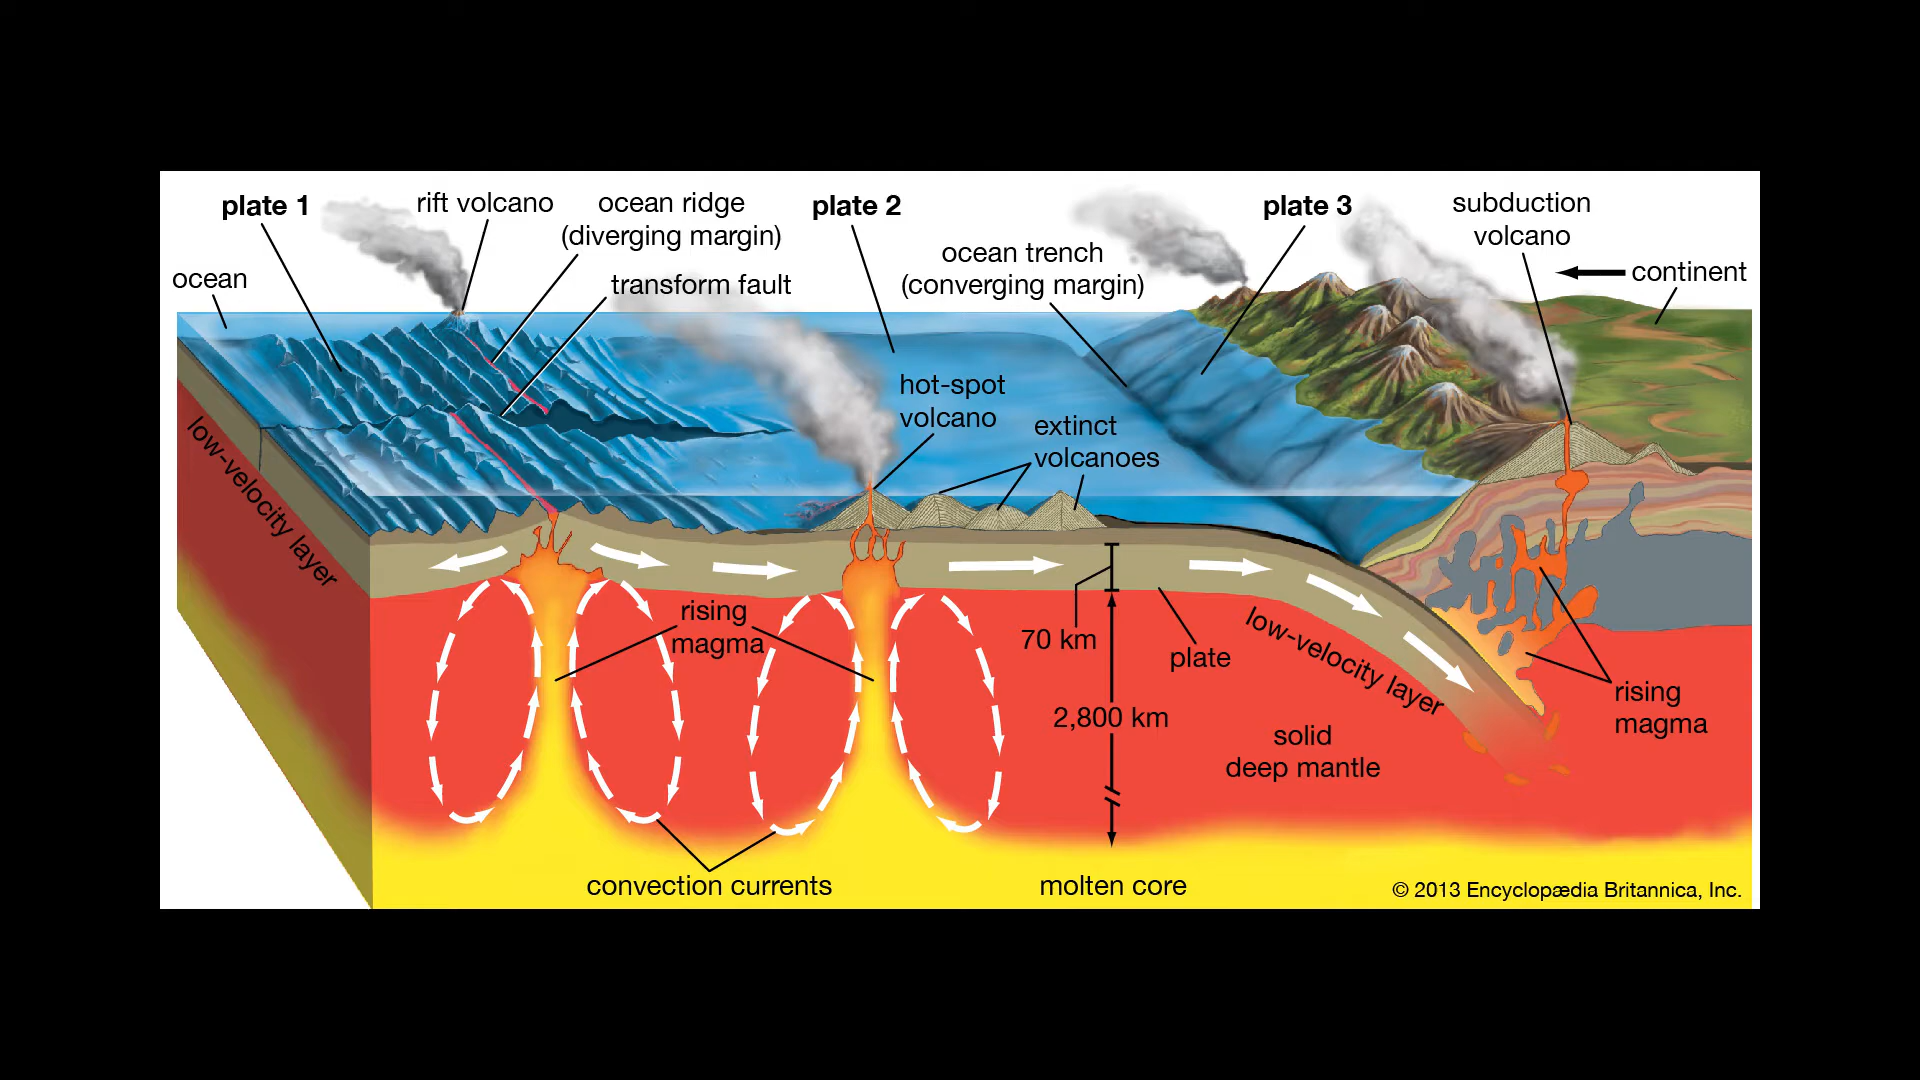 plate 1
rift volcano
ocean ridge
(diverging margin)
transform fault
plate 2
ocean trench
(converging margin)
plate 3
subduction
volcano
continent
ocean
hot-spot
volcano
extinct
volcanoes
low-velocity layer
rising
magma
70 km
plate
low-velocity layer
2,800 km
solid
deep mantle
rising
magma
convection currents
molten core
© 2013 Encyclopædia Britannica, Inc.